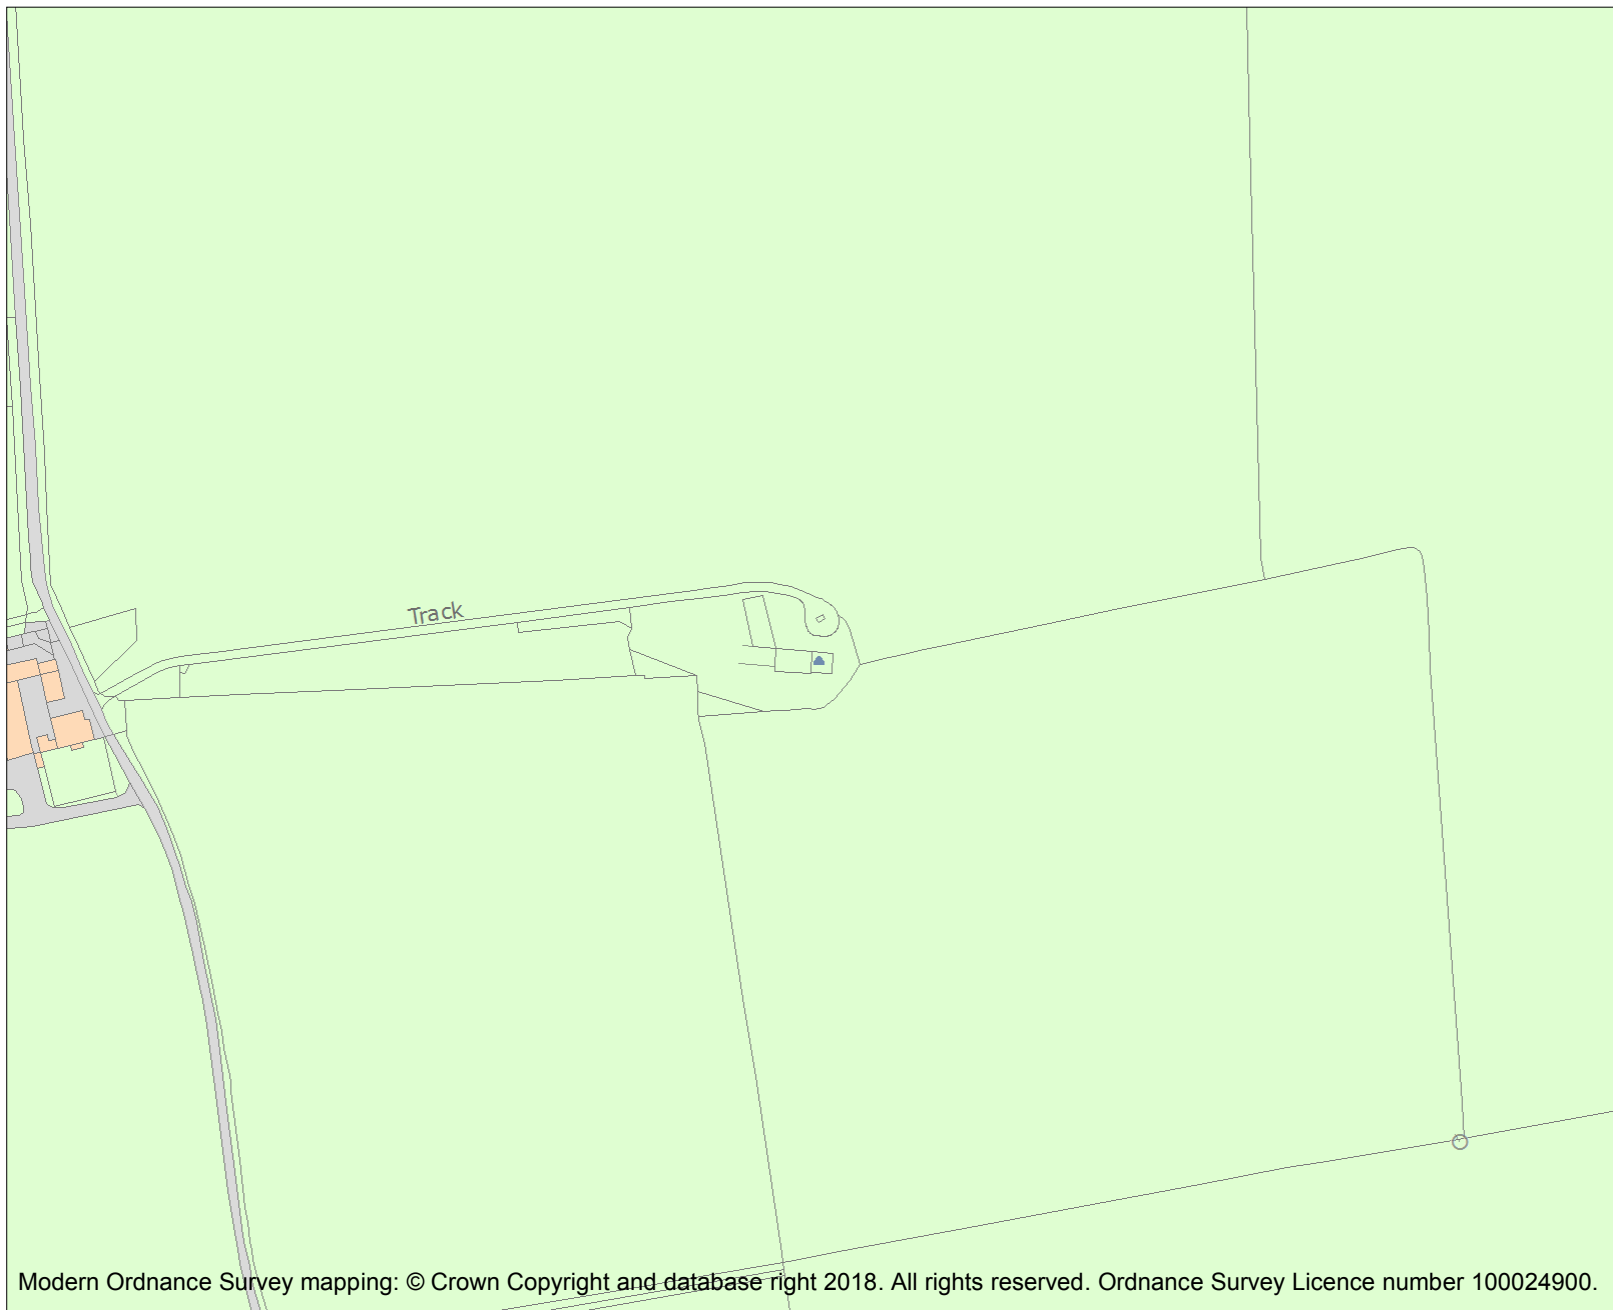 Track
Modern Ordnance Survey mapping: © Crown Copyright and database right 2018. All rights reserved. Ordnance Survey Licence number 100024900.